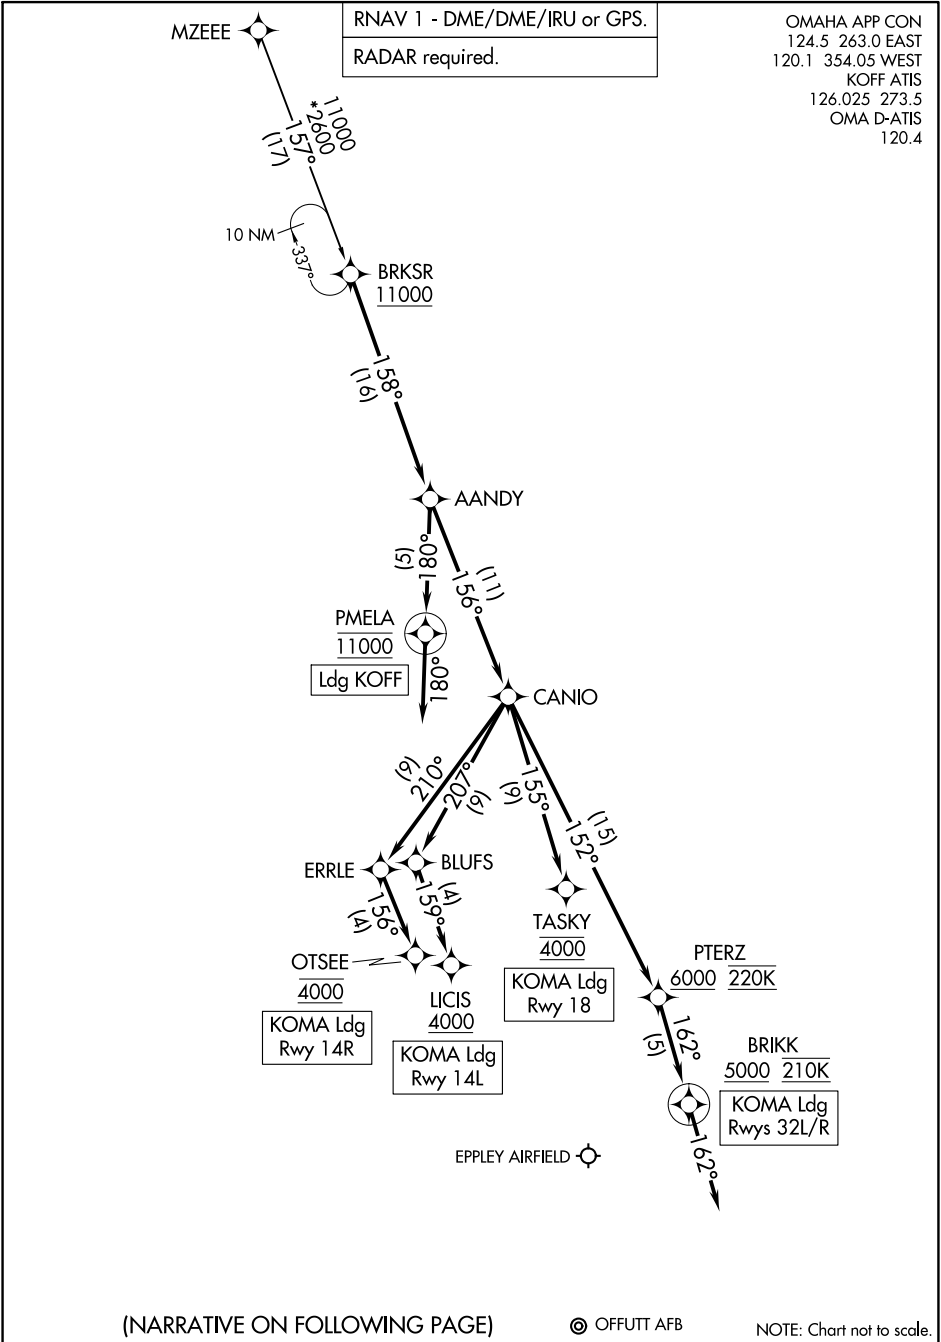 MZEEE
RNAV 1 - DME/DME/IRU or GPS.
RADAR required.
OMAHA APP CON
124.5 263.0 EAST
120.1 354.05 WEST
KOFF ATIS
126.025 273.5
OMA D-ATIS
120.4
11000
*2600
157°
(17)
10 NM
337°
BRKSR
11000
158°
(16)
AANDY
(5)
180°
(11)
156°
PMELA
11000
Ldg KOFF
180°
CANIO
(9)
210°
207°
(9)
155°
(9)
(15)
152°
ERRLE
BLUFS
156°
(4)
(4)
159°
TASKY
4000
KOMA Ldg
Rwy 18
OTSEE
4000
KOMA Ldg
Rwy 14R
LICIS
4000
KOMA Ldg
Rwy 14L
PTERZ
6000 220K
162°
(5)
BRIKK
5000 210K
KOMA Ldg
Rwys 32L/R
162°
EPPLEY AIRFIELD
(NARRATIVE ON FOLLOWING PAGE)
OFFUTT AFB
NOTE: Chart not to scale.